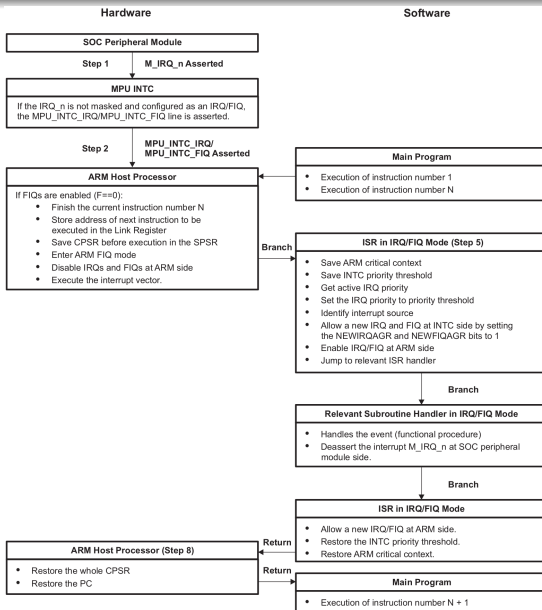 Hardware
Software
SOC Peripheral Module
Step 1
M_IRQ_n Asserted
MPU INTC
If the IRQ_n is not masked and configured as an IRQ/FIQ,
the MPU_INTC_IRQ/MPU_INTC_FIQ line is asserted.
Step 2
MPU_INTC_IRQ/
MPU_INTC_FIQ Asserted
ARM Host Processor
If FIQs are enabled (F==0):
• Finish the current instruction number N
• Store address of next instruction to be
executed in the Link Register
• Save CPSR before execution in the SPSR
• Enter ARM FIQ mode
• Disable IRQs and FIQs at ARM side
• Execute the interrupt vector.
Main Program
• Execution of instruction number 1
• Execution of instruction number N
Branch
ISR in IRQ/FIQ Mode (Step 5)
• Save ARM critical context
• Save INTC priority threshold
• Get active IRQ priority
• Set the IRQ priority to priority threshold
• Identify interrupt source
• Allow a new IRQ and FIQ at INTC side by setting
the NEWIRQAGR and NEWFIQAGR bits to 1
• Enable IRQ/FIQ at ARM side
• Jump to relevant ISR handler
Branch
Relevant Subroutine Handler in IRQ/FIQ Mode
• Handles the event (functional procedure)
• Deassert the interrupt M_IRQ_n at SOC peripheral
module side.
Branch
ISR in IRQ/FIQ Mode
• Allow a new IRQ/FIQ at ARM side.
• Restore the INTC priority threshold.
• Restore ARM critical context.
Return
ARM Host Processor (Step 8)
• Restore the whole CPSR
• Restore the PC
Return
Main Program
• Execution of instruction number N + 1